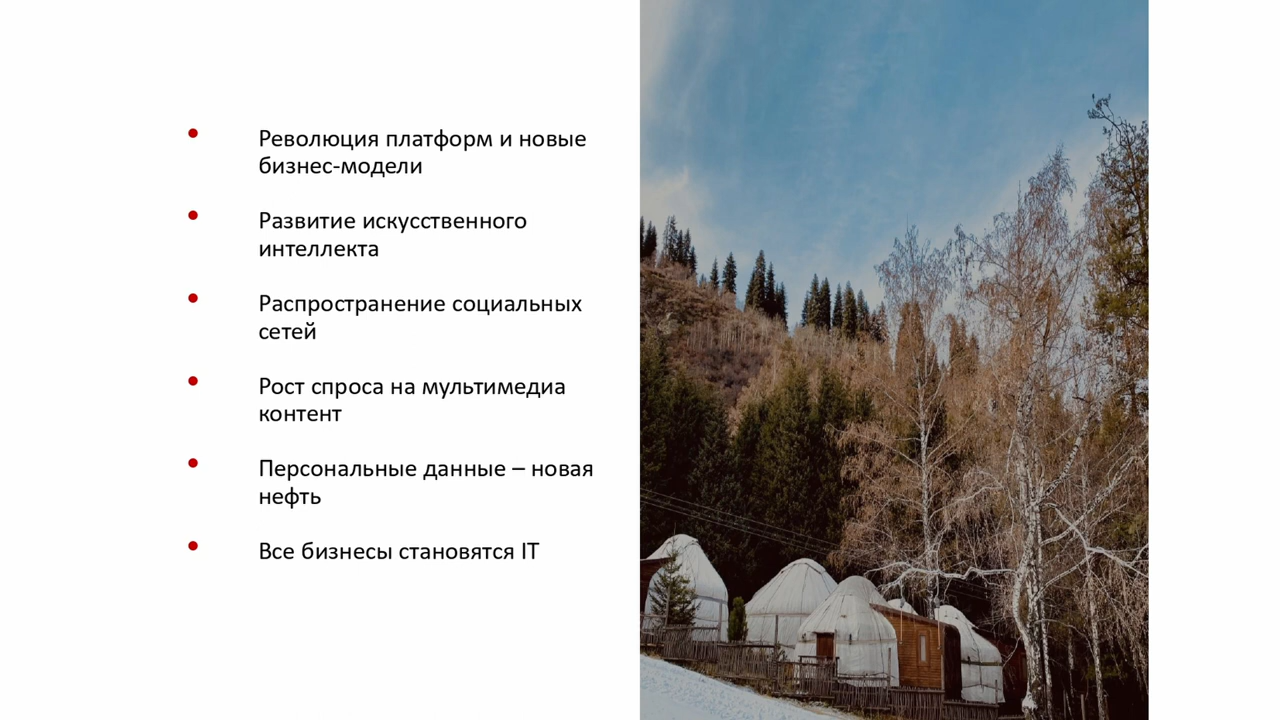 • Революция платформ и новые
бизнес-модели
• Развитие искусственного
интеллекта
• Распространение социальных
сетей
• Рост спроса на мультимедиа
контент
• Персональные данные – новая
нефть
• Все бизнесы становятся IT